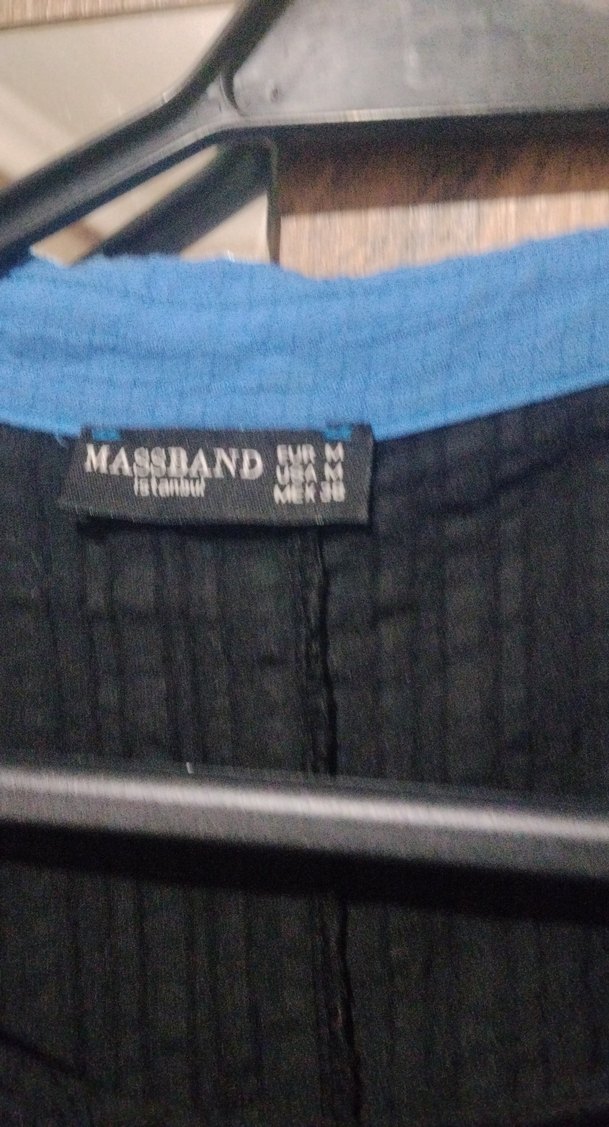 MASSBAND
istanbul
EUR M
USA M
MEX 38